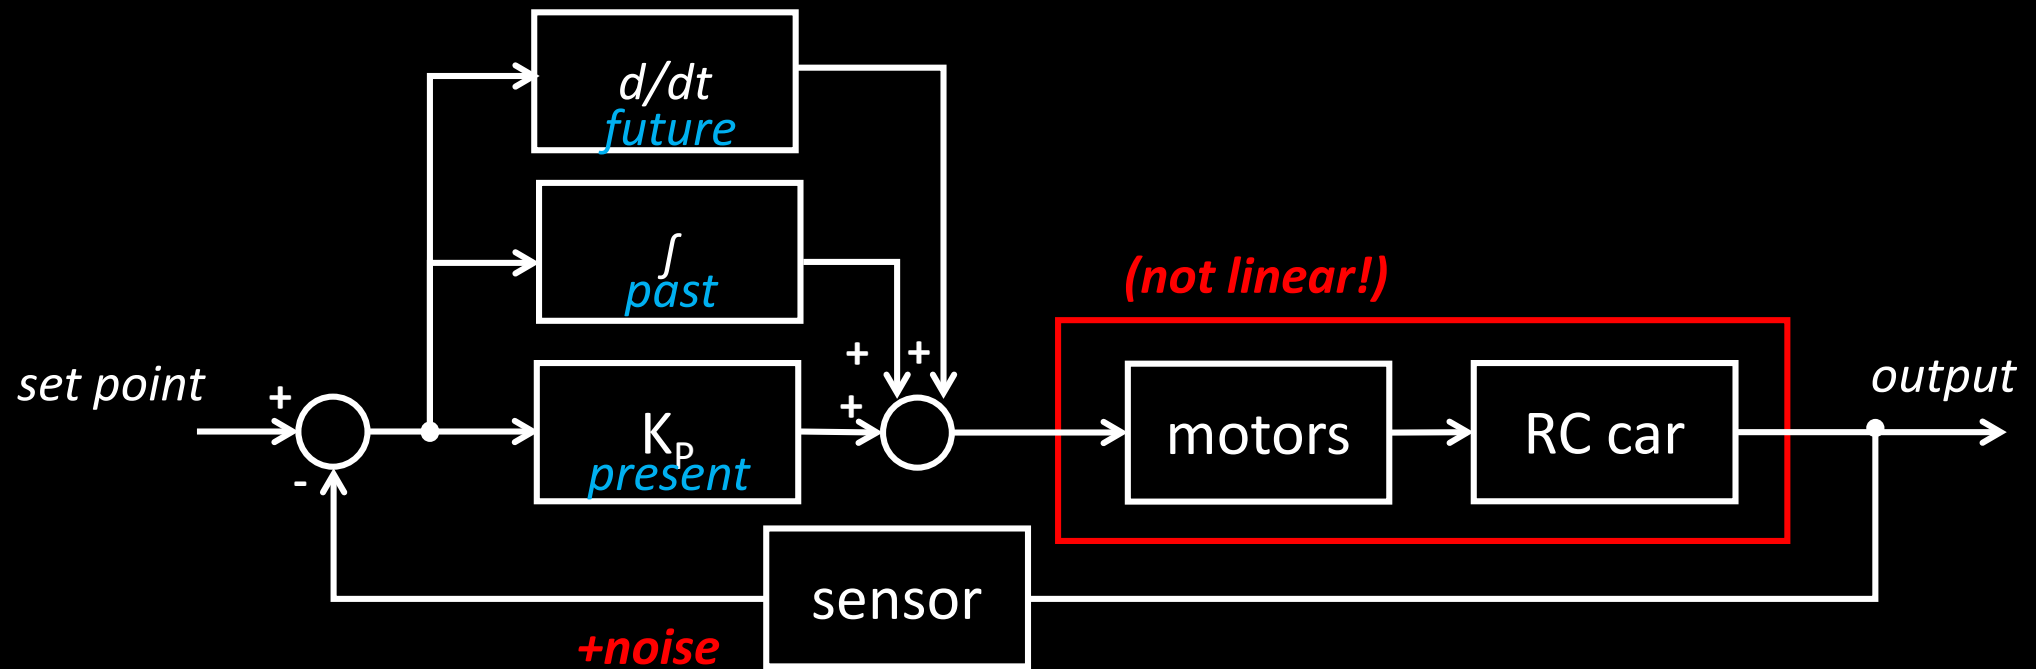 d/dt
future
∫
past
(not linear!)
set point
+
+
+
+
-
K_P
present
motors
RC car
output
sensor
+noise